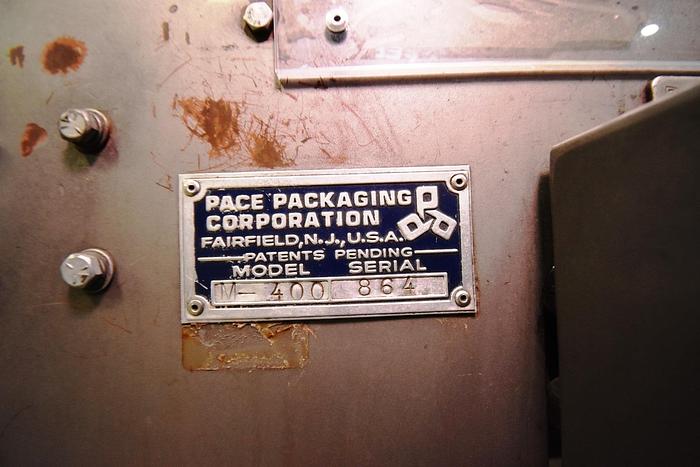 PACE PACKAGING
CORPORATION
FAIRFIELD, N.J., U.S.A.
PATENTS PENDING
MODEL SERIAL
M-400 864